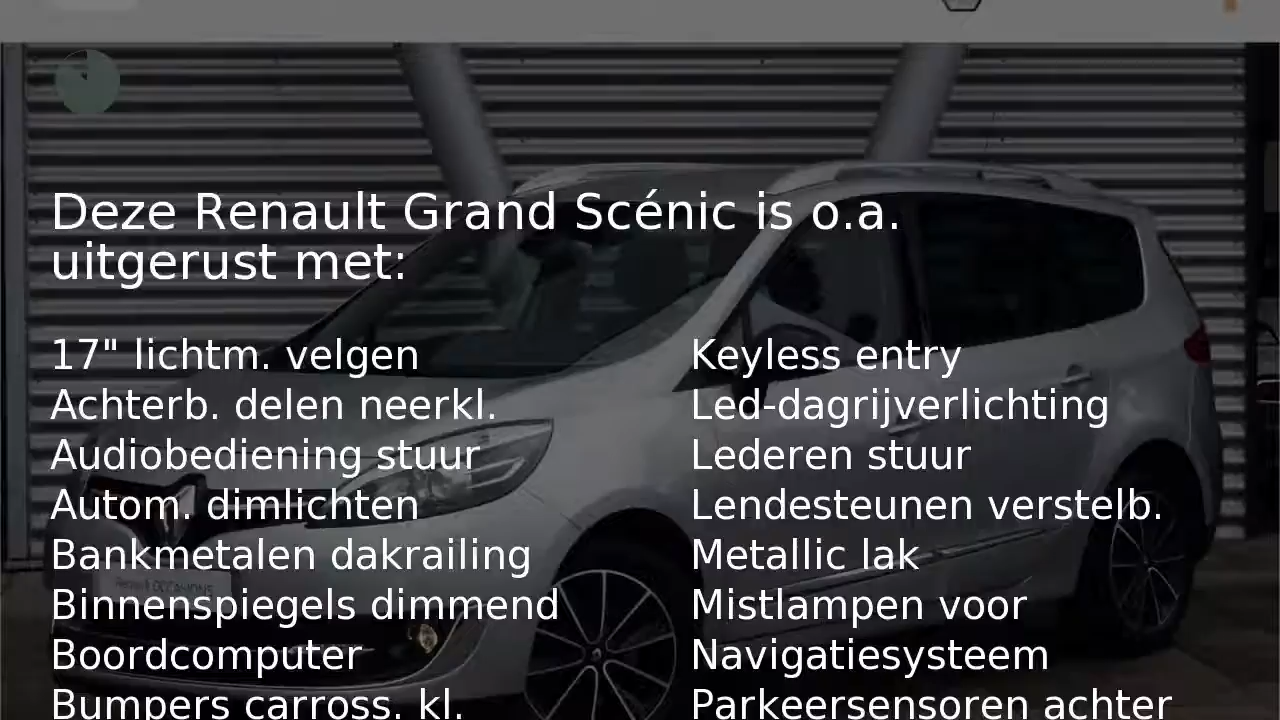 Deze Renault Grand Scénic is o.a.
uitgerust met:
17" lichtm. velgen
Achterb. delen neerkl.
Audiobediening stuur
Autom. dimlichten
Bankmetalen dakrailing
Binnenspiegels dimmend
Boordcomputer
Bumpers carross. kl.
Keyless entry
Led-dagrijverlichting
Lederen stuur
Lendesteunen verstelb.
Metallic lak
Mistlampen voor
Navigatiesysteem
Parkeersensoren achter
Renault OCCASIONS